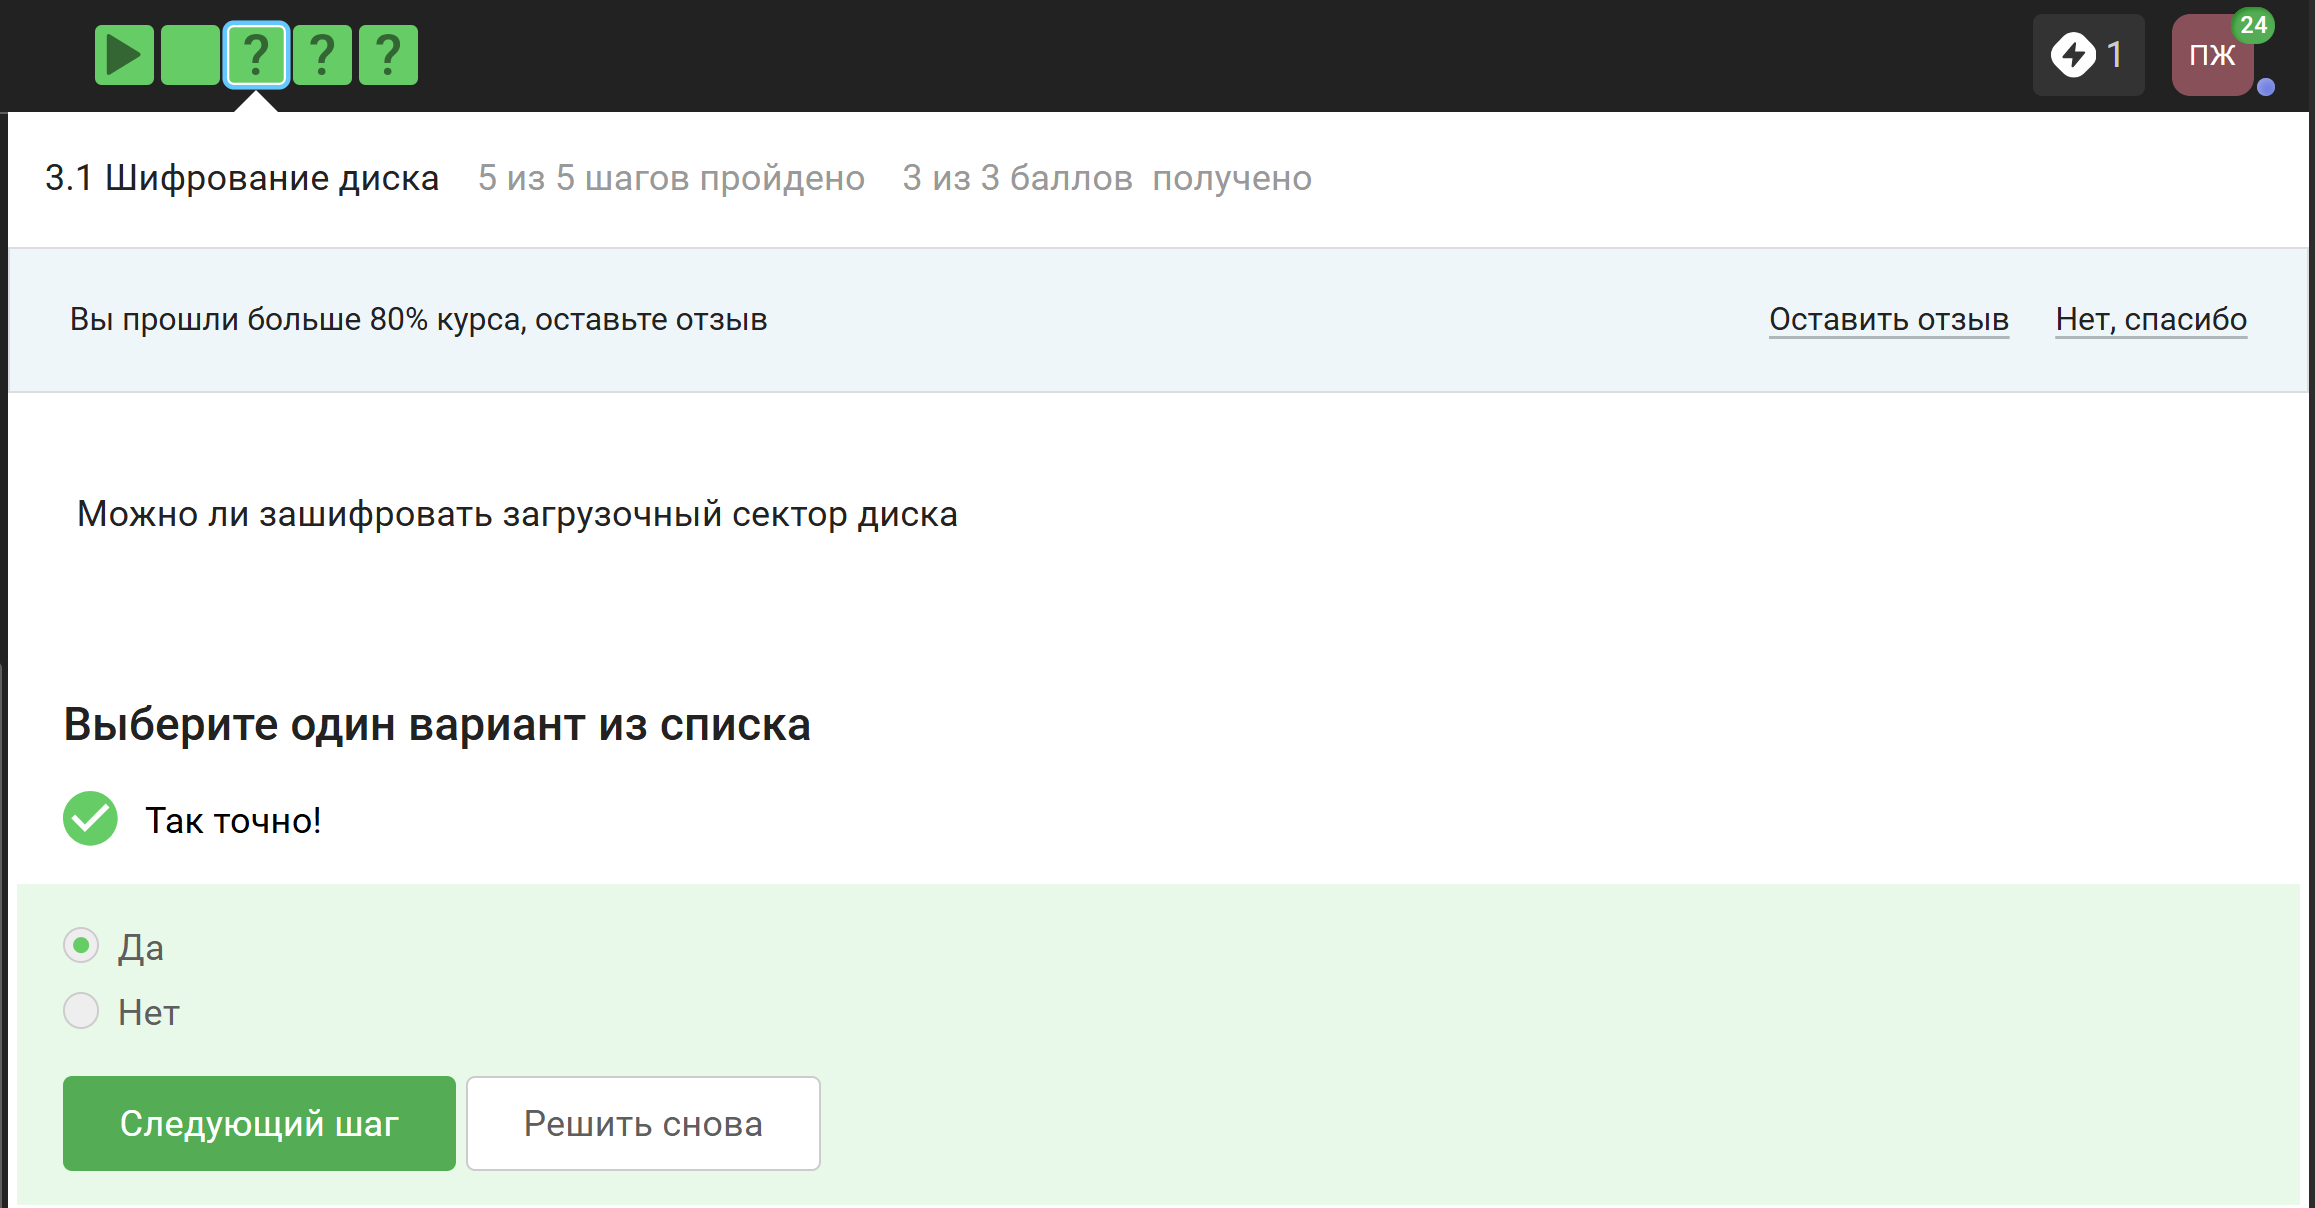 ? ? ?
1
ПЖ
24
3.1 Шифрование диска 5 из 5 шагов пройдено 3 из 3 баллов получено
Вы прошли больше 80% курса, оставьте отзыв
Оставить отзыв Нет, спасибо
Можно ли зашифровать загрузочный сектор диска
Выберите один вариант из списка
Так точно!
Да
Нет
Следующий шаг Решить снова